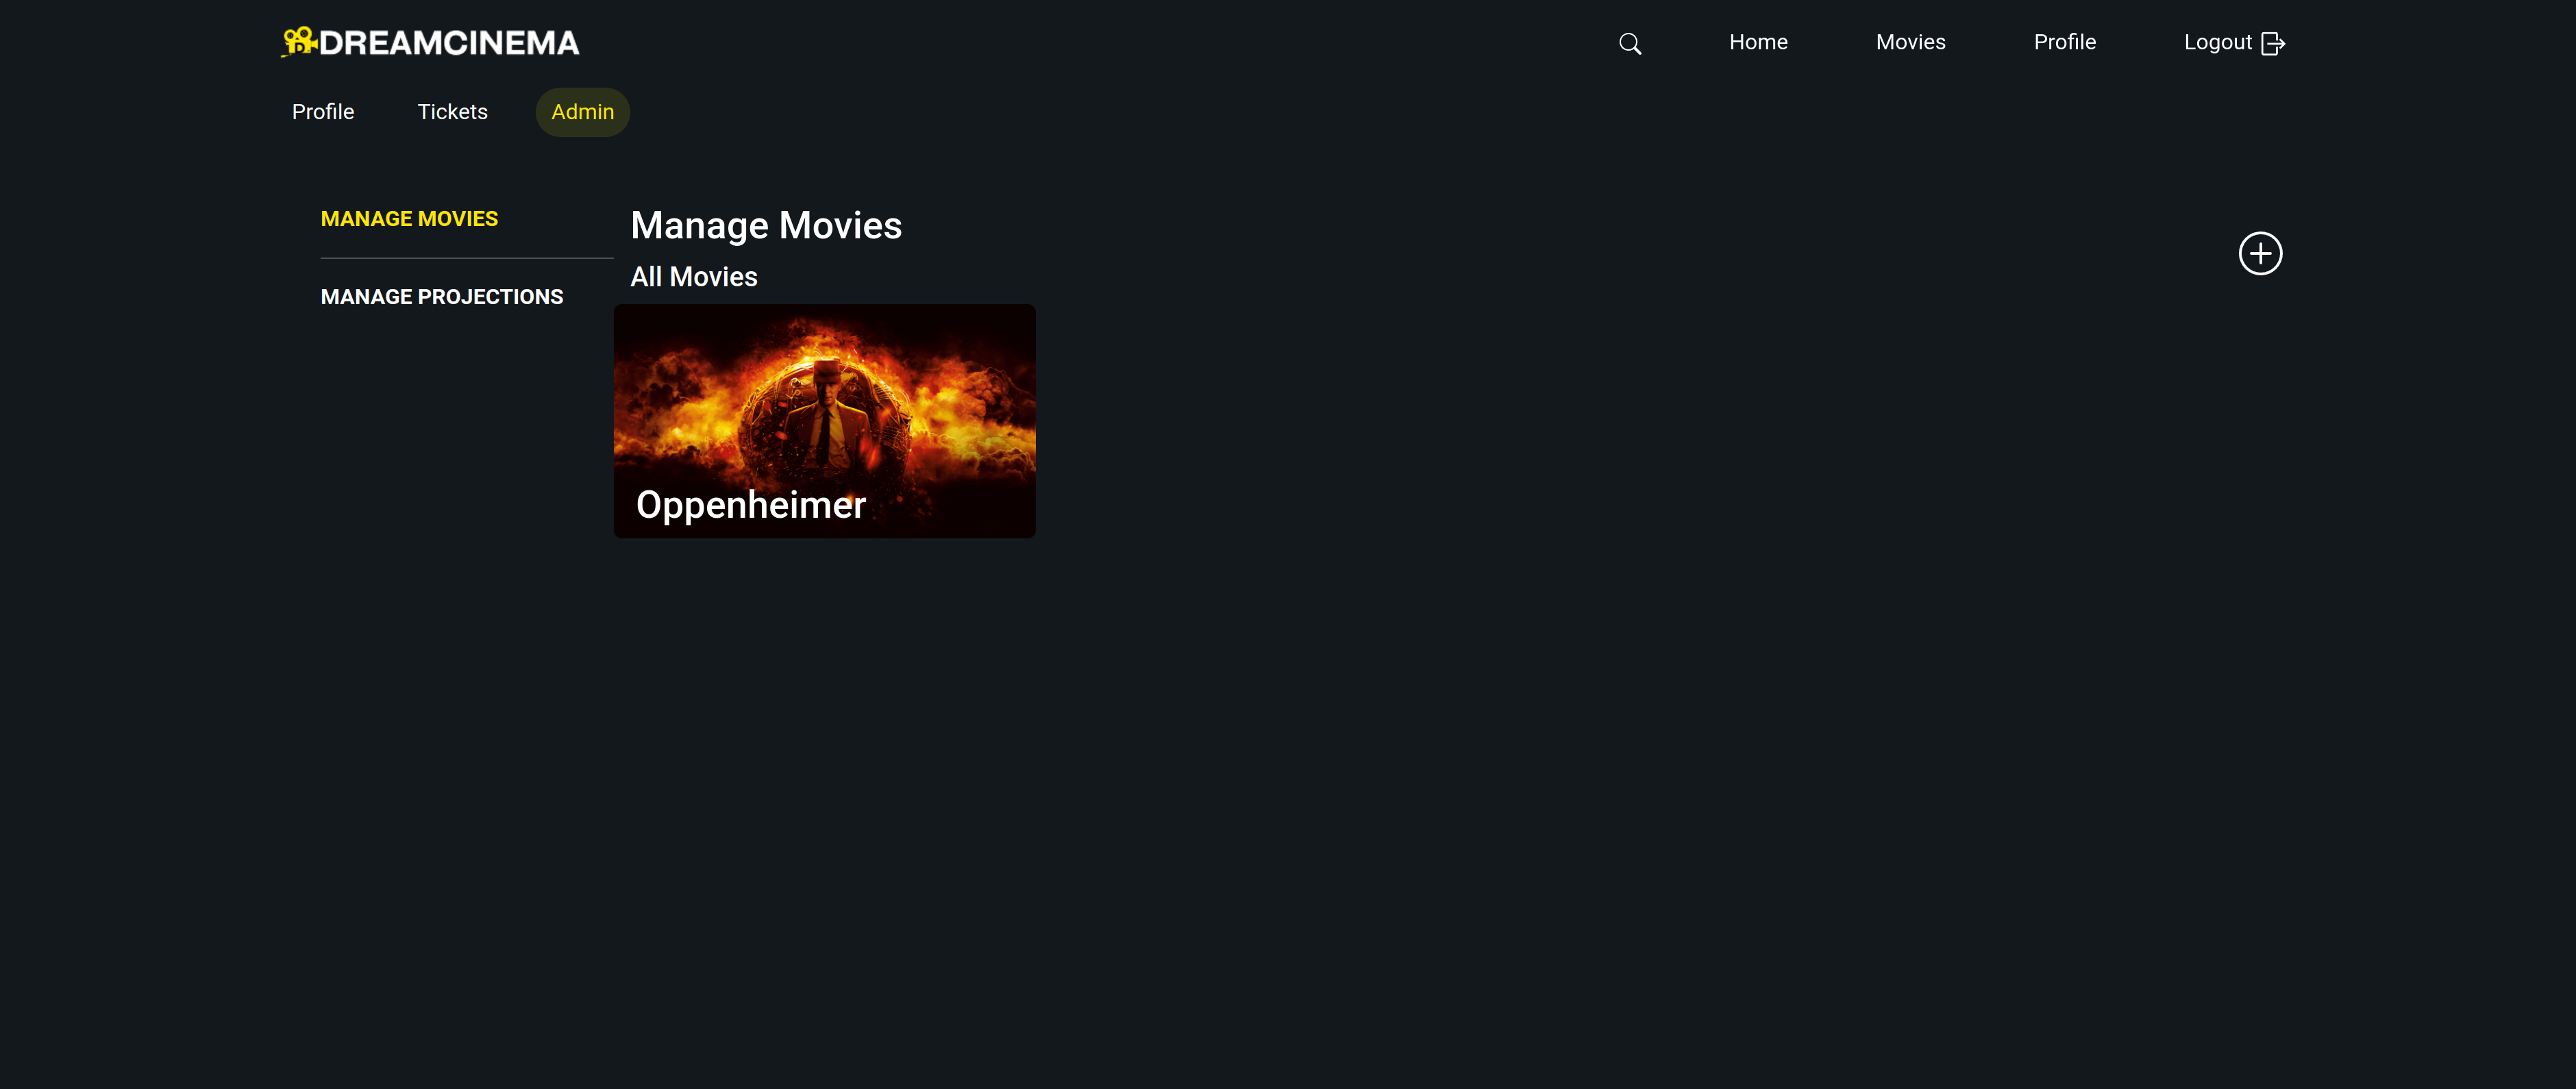 DREAMCINEMA
Home
Movies
Profile
Logout
Profile
Tickets
Admin
MANAGE MOVIES
MANAGE PROJECTIONS
Manage Movies
All Movies
Oppenheimer